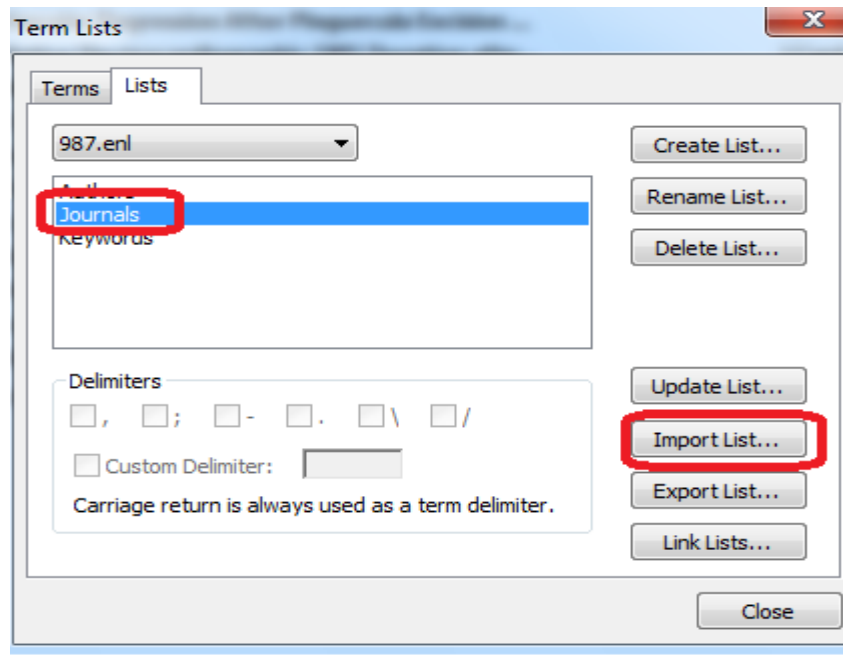 Term Lists
Terms
Lists
987.enl
Create List...
Authors
Rename List...
Journals
Keywords
Delete List...
Delimiters
, ; - . \ /
Custom Delimiter:
Carriage return is always used as a term delimiter.
Update List...
Import List...
Export List...
Link Lists...
Close